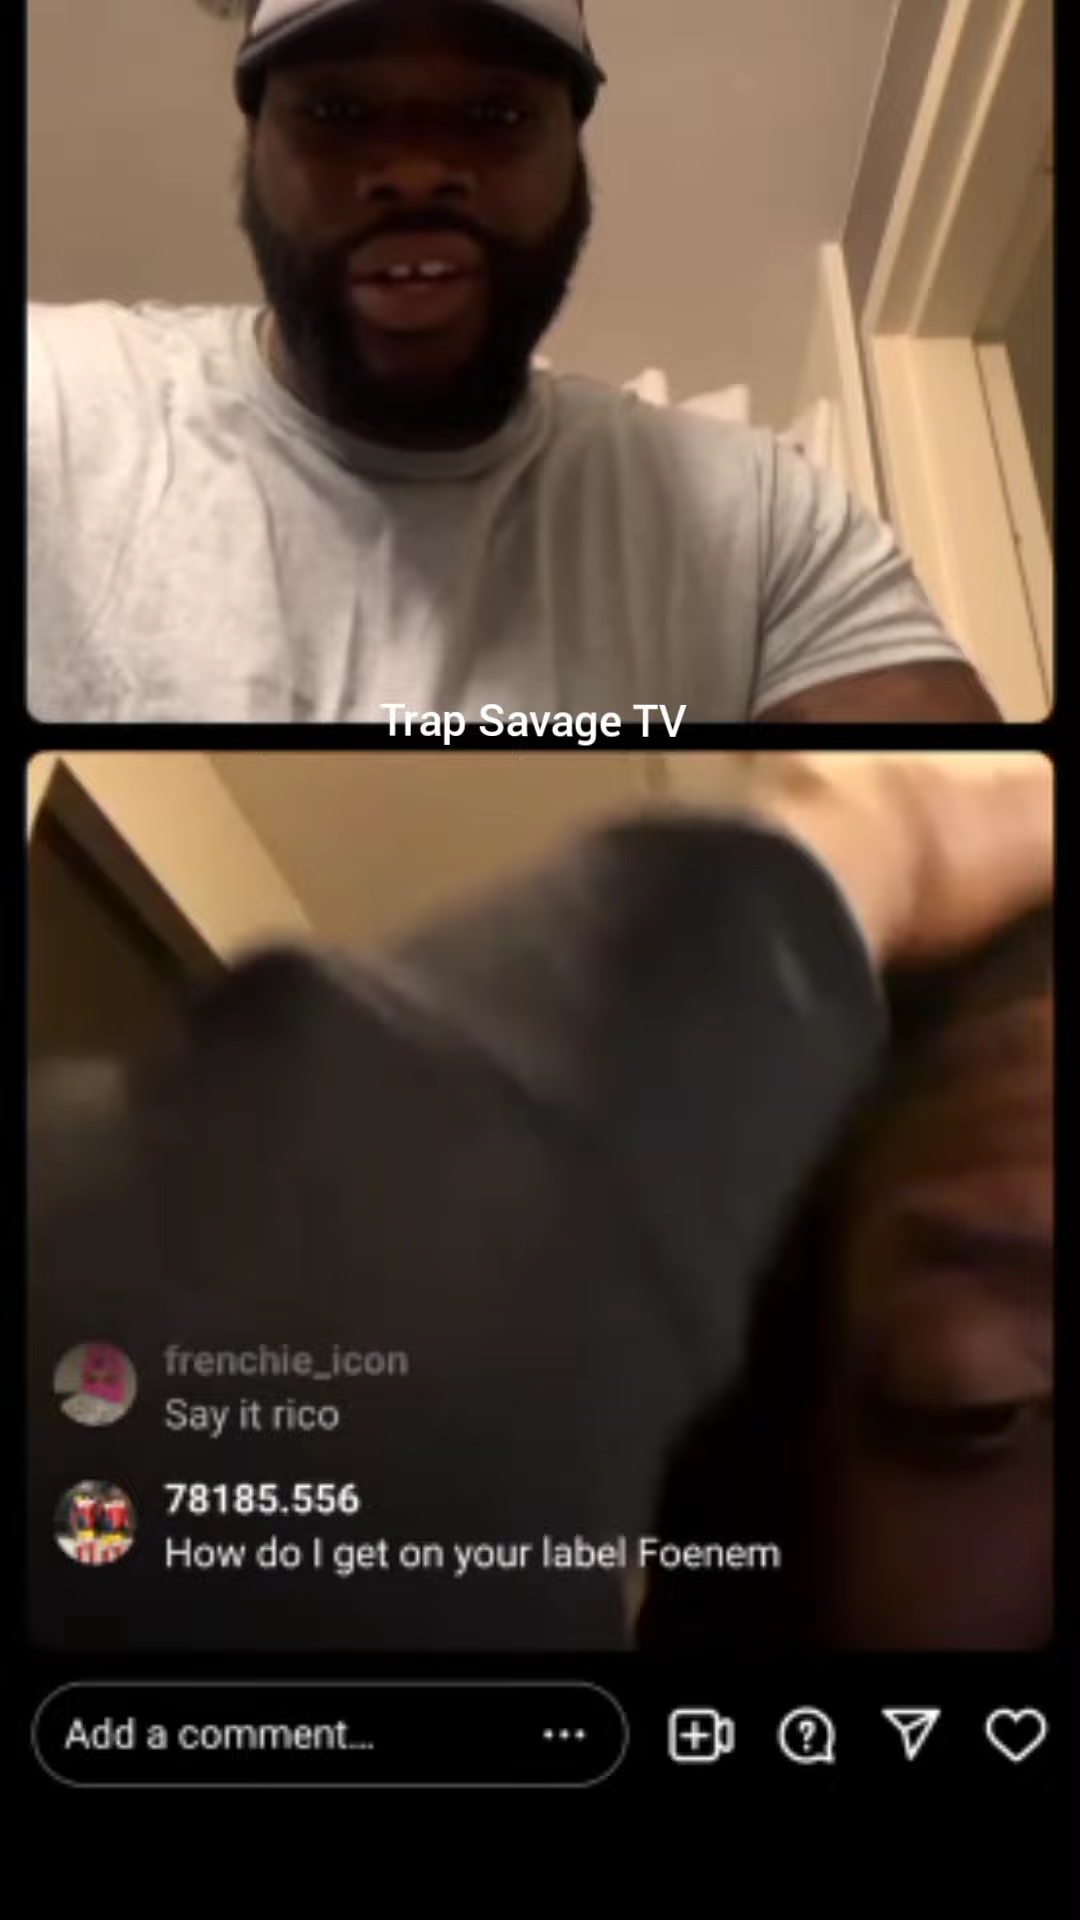 Trap Savage TV
frenchie_icon
Say it rico
78185.556
How do I get on your label Foenem
Add a comment...